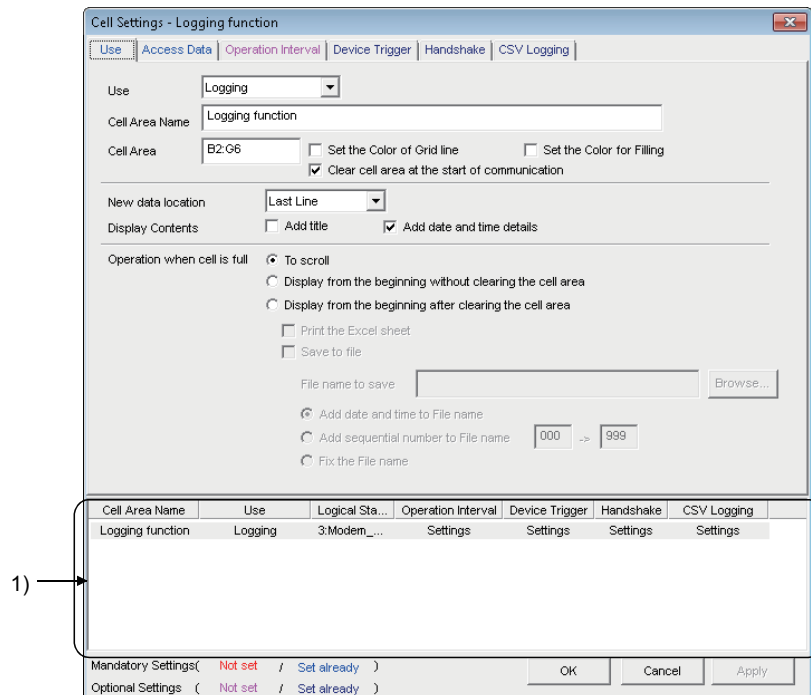 Cell Settings - Logging function
Use Access Data Operation Interval Device Trigger Handshake CSV Logging
Use Logging
Cell Area Name Logging function
Cell Area B2:G6 Set the Color of Grid line Set the Color for Filling
Clear cell area at the start of communication
New data location Last Line
Display Contents Add title Add date and time details
Operation when cell is full To scroll
Display from the beginning without clearing the cell area
Display from the beginning after clearing the cell area
Print the Excel sheet
Save to file
File name to save Browse...
Add date and time to File name
Add sequential number to File name 000 -> 999
Fix the File name
Cell Area Name Use Logical Sta... Operation Interval Device Trigger Handshake CSV Logging
Logging function Logging 3:Modem_... Settings Settings Settings Settings
1)
Mandatory Settings( Not set / Set already )
OK Cancel Apply
Optional Settings ( Not set / Set already )